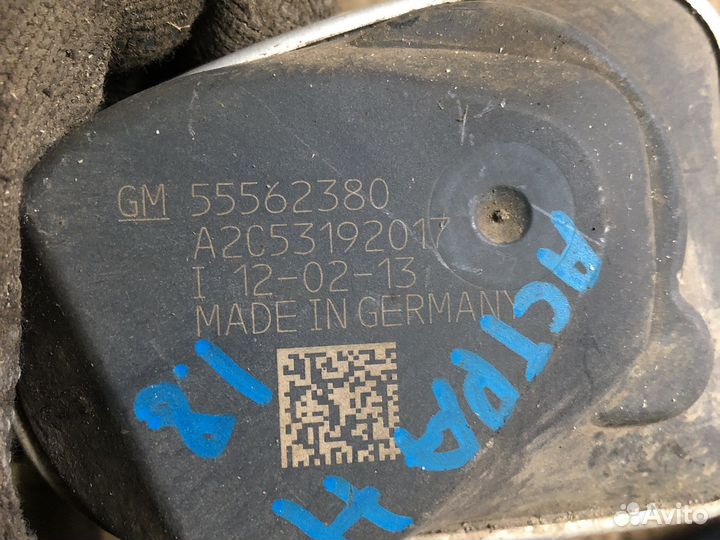 GM 55562380
A2C53192017
I 12-02-13
MADE IN GERMANY
1.8
АСТРА
H
Avito